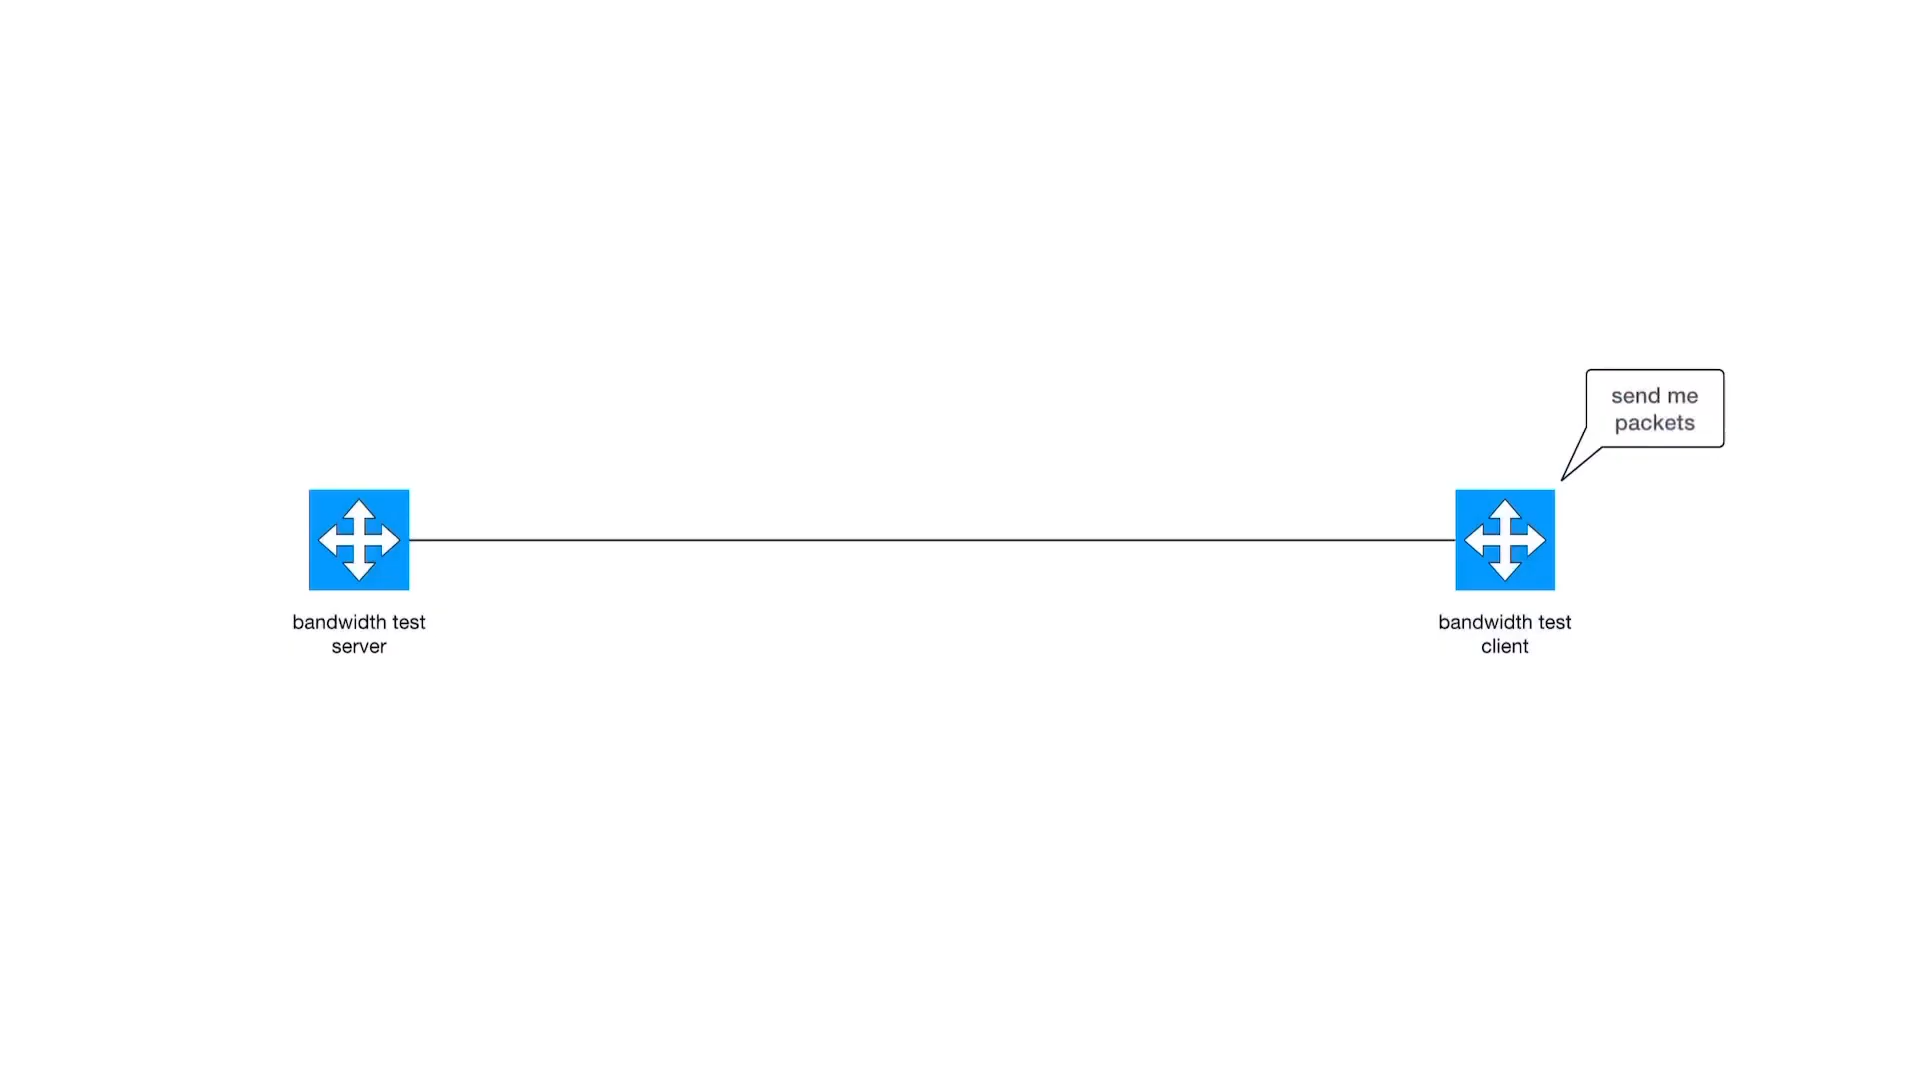 send me
packets
bandwidth test
server
bandwidth test
client